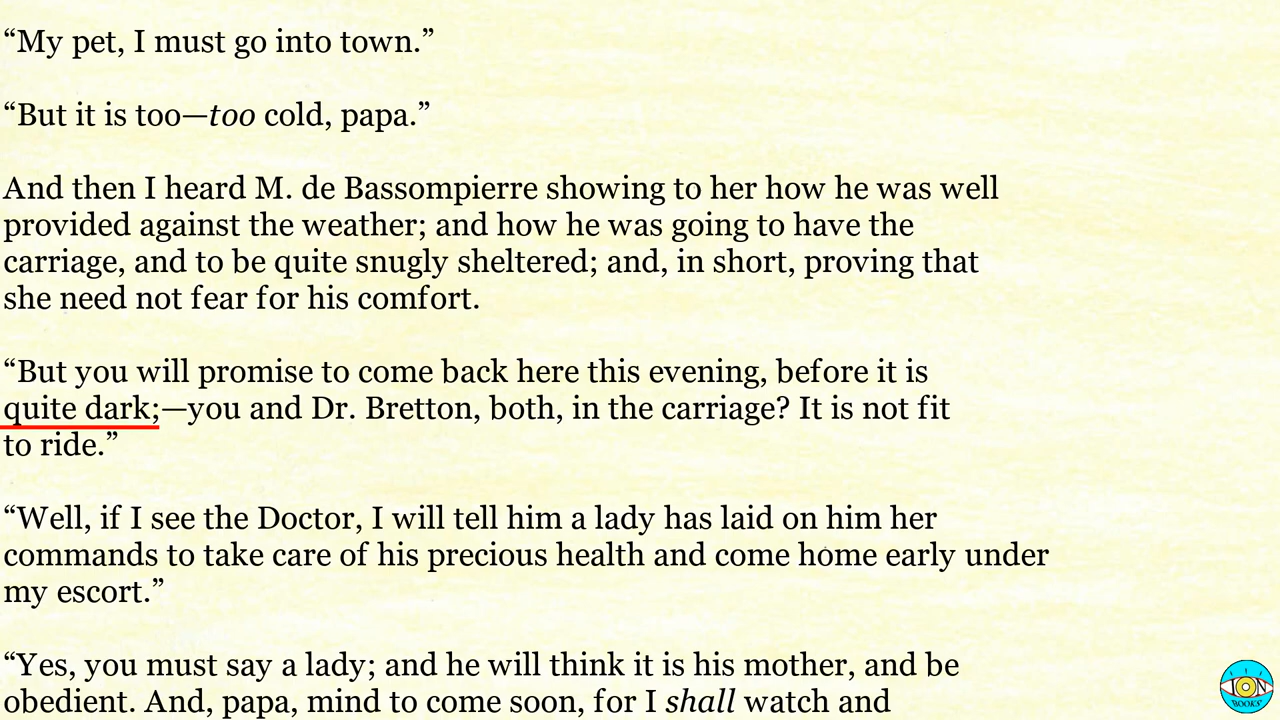 “My pet, I must go into town.”
“But it is too—too cold, papa.”
And then I heard M. de Bassompierre showing to her how he was well
provided against the weather; and how he was going to have the
carriage, and to be quite snugly sheltered; and, in short, proving that
she need not fear for his comfort.
“But you will promise to come back here this evening, before it is
quite dark;—you and Dr. Bretton, both, in the carriage? It is not fit
to ride.”
“Well, if I see the Doctor, I will tell him a lady has laid on him her
commands to take care of his precious health and come home early under
my escort.”
“Yes, you must say a lady; and he will think it is his mother, and be
obedient. And, papa, mind to come soon, for I shall watch and
ION
BOOKS